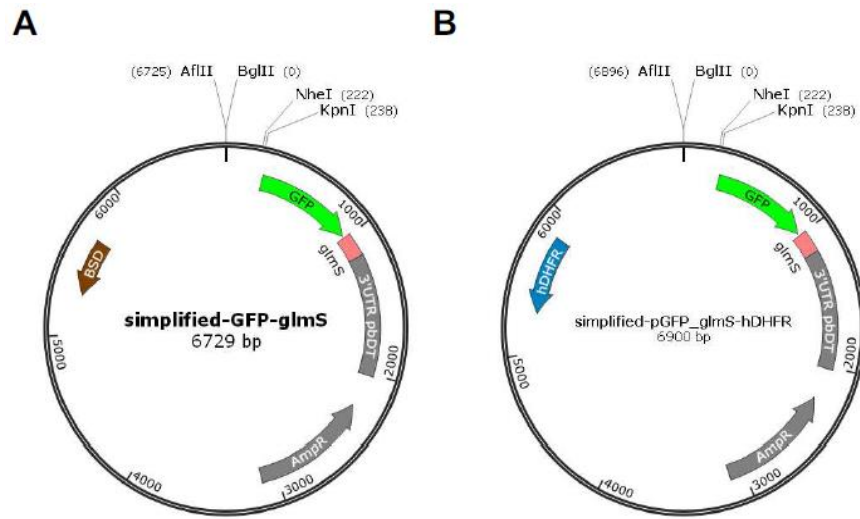 A
(6725) AflII BglII (0)
NheI (222)
KpnI (238)
6000
GFP
1000
BSD
glmS
3'UTR pbDT
simplified-GFP-glmS
6729 bp
5000
2000
AmpR
4000
3000
B
(6896) AflII BglII (0)
NheI (222)
KpnI (238)
6000
GFP
1000
hDHFR
glmS
3'UTR pbDT
simplified-pGFP_glmS-hDHFR
6900 bp
5000
2000
AmpR
4000
3000